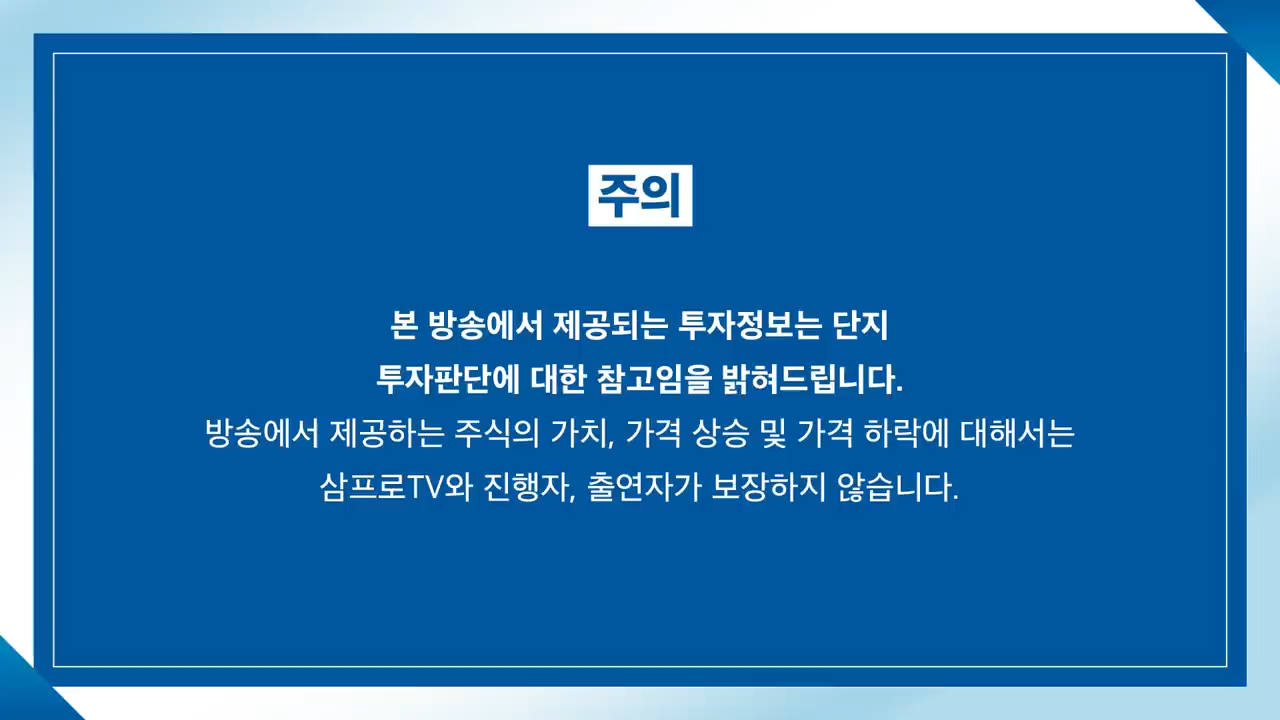 주의
본 방송에서 제공되는 투자정보는 단지
투자판단에 대한 참고임을 밝혀드립니다.
방송에서 제공하는 주식의 가치, 가격 상승 및 가격 하락에 대해서는
삼프로TV와 진행자, 출연자가 보장하지 않습니다.